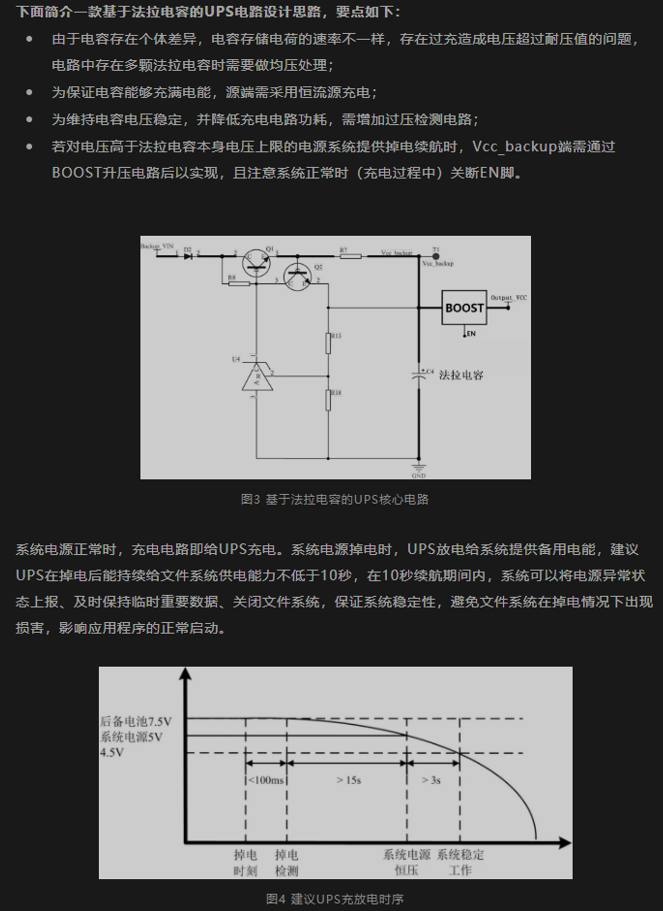 下面简介一款基于法拉电容的UPS电路设计思路，要点如下：
由于电容存在个体差异，电容存储电荷的速率不一样，存在过充造成电压超过耐压值的问题，
电路中存在多颗法拉电容时需要做均压处理；
为保证电容能够充满电能，源端需采用恒流源充电；
为维持电容电压稳定，并降低充电电路功耗，需增加过压检测电路；
若对电压高于法拉电容本身电压上限的电源系统提供掉电续航时，Vcc_backup端需通过
BOOST升压电路后以实现，且注意系统正常时（充电过程中）关断EN脚。
Backup_VIN
1 D2 2
2 Q1 1
R7
Vcc_backup
T1
Vcc_backup
Q2
R8
3
2
BOOST
Output_VCC
EN
R13
U4
1
2
3
R18
C4
法拉电容
GND
图3 基于法拉电容的UPS核心电路
系统电源正常时，充电电路即给UPS充电。系统电源掉电时，UPS放电给系统提供备用电能，建议
UPS在掉电后能持续给文件系统供电能力不低于10秒，在10秒续航期间内，系统可以将电源异常状
态上报、及时保持临时重要数据、关闭文件系统，保证系统稳定性，避免文件系统在掉电情况下出现
损害，影响应用程序的正常启动。
后备电池7.5V
系统电源5V
4.5V
<100ms
> 15s
> 3s
掉电
时刻
掉电
检测
系统电源
恒压
系统稳定
工作
图4 建议UPS充放电时序